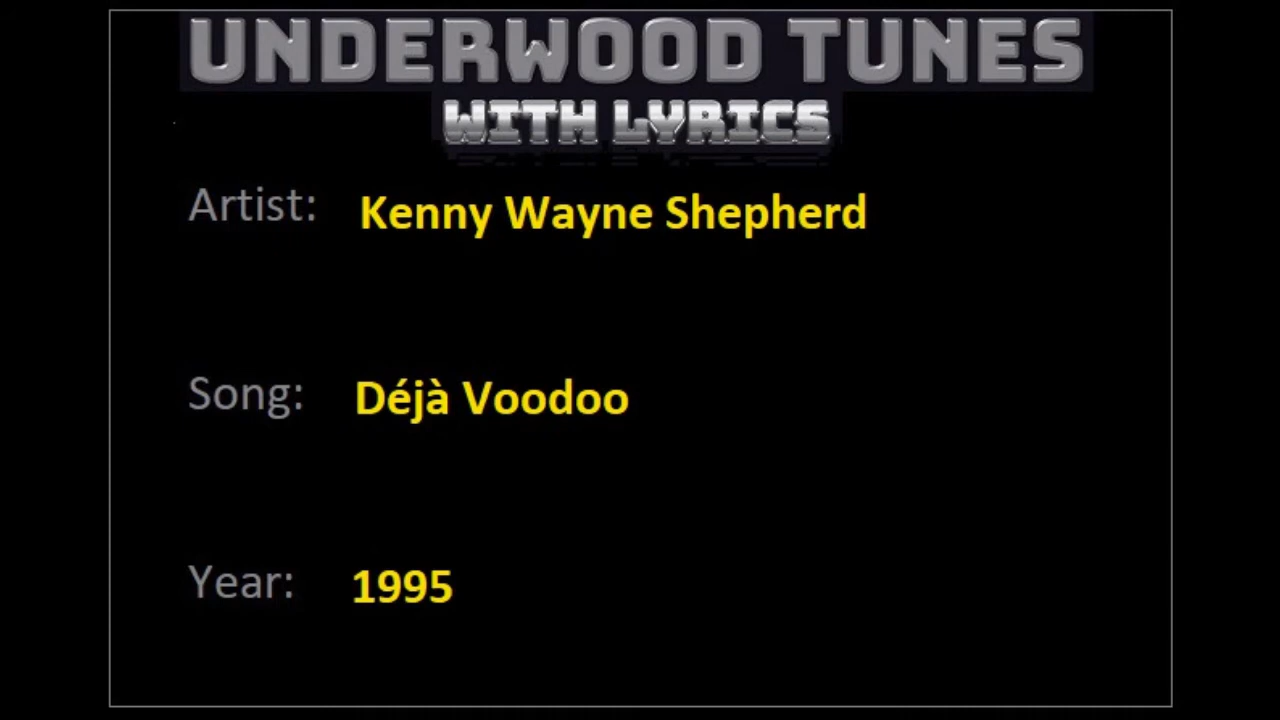 UNDERWOOD TUNES
WITH LYRICS
Artist: Kenny Wayne Shepherd
Song: Déjà Voodoo
Year: 1995